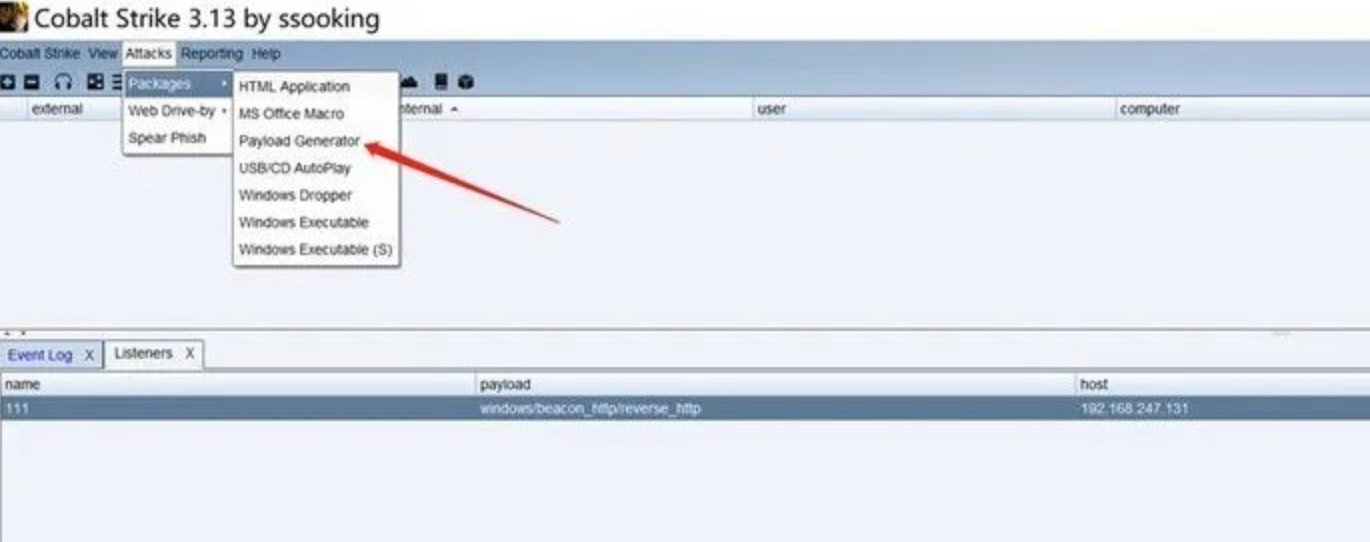 Cobalt Strike 3.13 by ssooking
Cobalt Strike View Attacks Reporting Help
Packages
HTML Application
external
Web Drive-by
MS Office Macro
nternal
user
computer
Spear Phish
Payload Generator
USB/CD AutoPlay
Windows Dropper
Windows Executable
Windows Executable (S)
Event Log X Listeners X
name payload host
111 windows/beacon_http/reverse_http 192.168.247.131